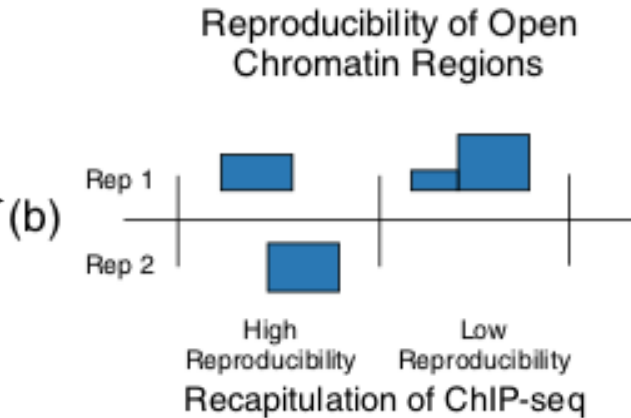 Reproducibility of Open
Chromatin Regions
Rep 1
(b)
Rep 2
High
Reproducibility
Low
Reproducibility
Recapitulation of ChIP-seq